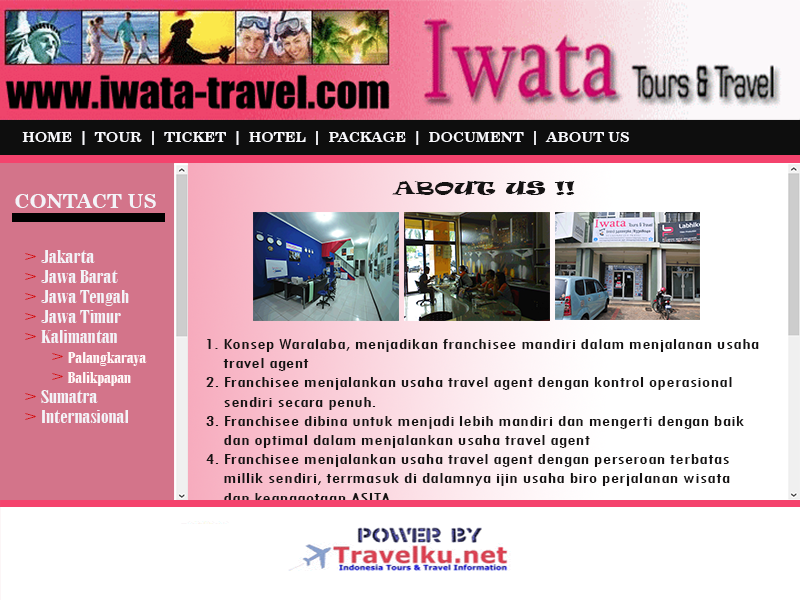 www.iwata-travel.com
Iwata Tours & Travel
HOME | TOUR | TICKET | HOTEL | PACKAGE | DOCUMENT | ABOUT US
CONTACT US
> Jakarta
> Jawa Barat
> Jawa Tengah
> Jawa Timur
> Kalimantan
> Palangkaraya
> Balikpapan
> Sumatra
> Internasional
ABOUT US !!
Iwata Tours & Travel
1. Konsep Waralaba, menjadikan franchisee mandiri dalam menjalanan usaha
travel agent
2. Franchisee menjalankan usaha travel agent dengan kontrol operasional
sendiri secara penuh.
3. Franchisee dibina untuk menjadi lebih mandiri dan mengerti dengan baik
dan optimal dalam menjalankan usaha travel agent
4. Franchisee menjalankan usaha travel agent dengan perseroan terbatas
millik sendiri, terrmasuk di dalamnya ijin usaha biro perjalanan wisata
dan keanggotaan ASITA
POWER BY
Travelku.net
Indonesia Tours & Travel Information